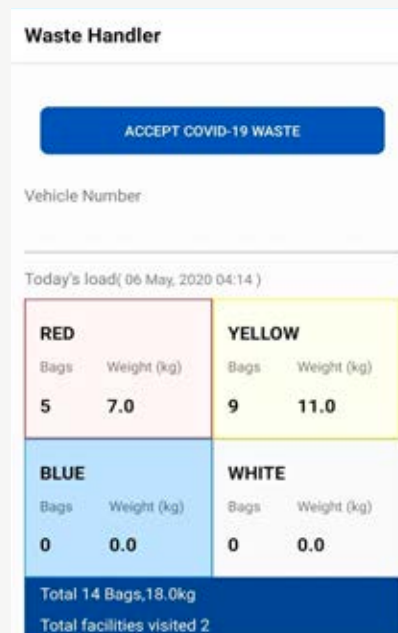 Waste Handler
ACCEPT COVID-19 WASTE
Vehicle Number
Today's load( 06 May, 2020 04:14 )
RED
Bags Weight (kg)
5 7.0
YELLOW
Bags Weight (kg)
9 11.0
BLUE
Bags Weight (kg)
0 0.0
WHITE
Bags Weight (kg)
0 0.0
Total 14 Bags,18.0kg
Total facilities visited 2